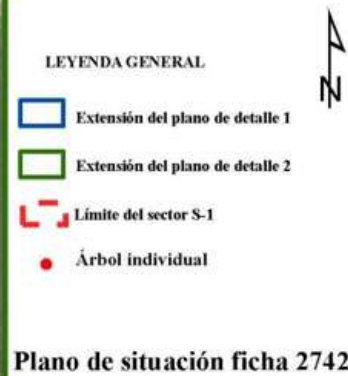 LEYENDA GENERAL
N
Extensión del plano de detalle 1
Extensión del plano de detalle 2
Límite del sector S-1
Árbol individual
Plano de situación ficha 2742